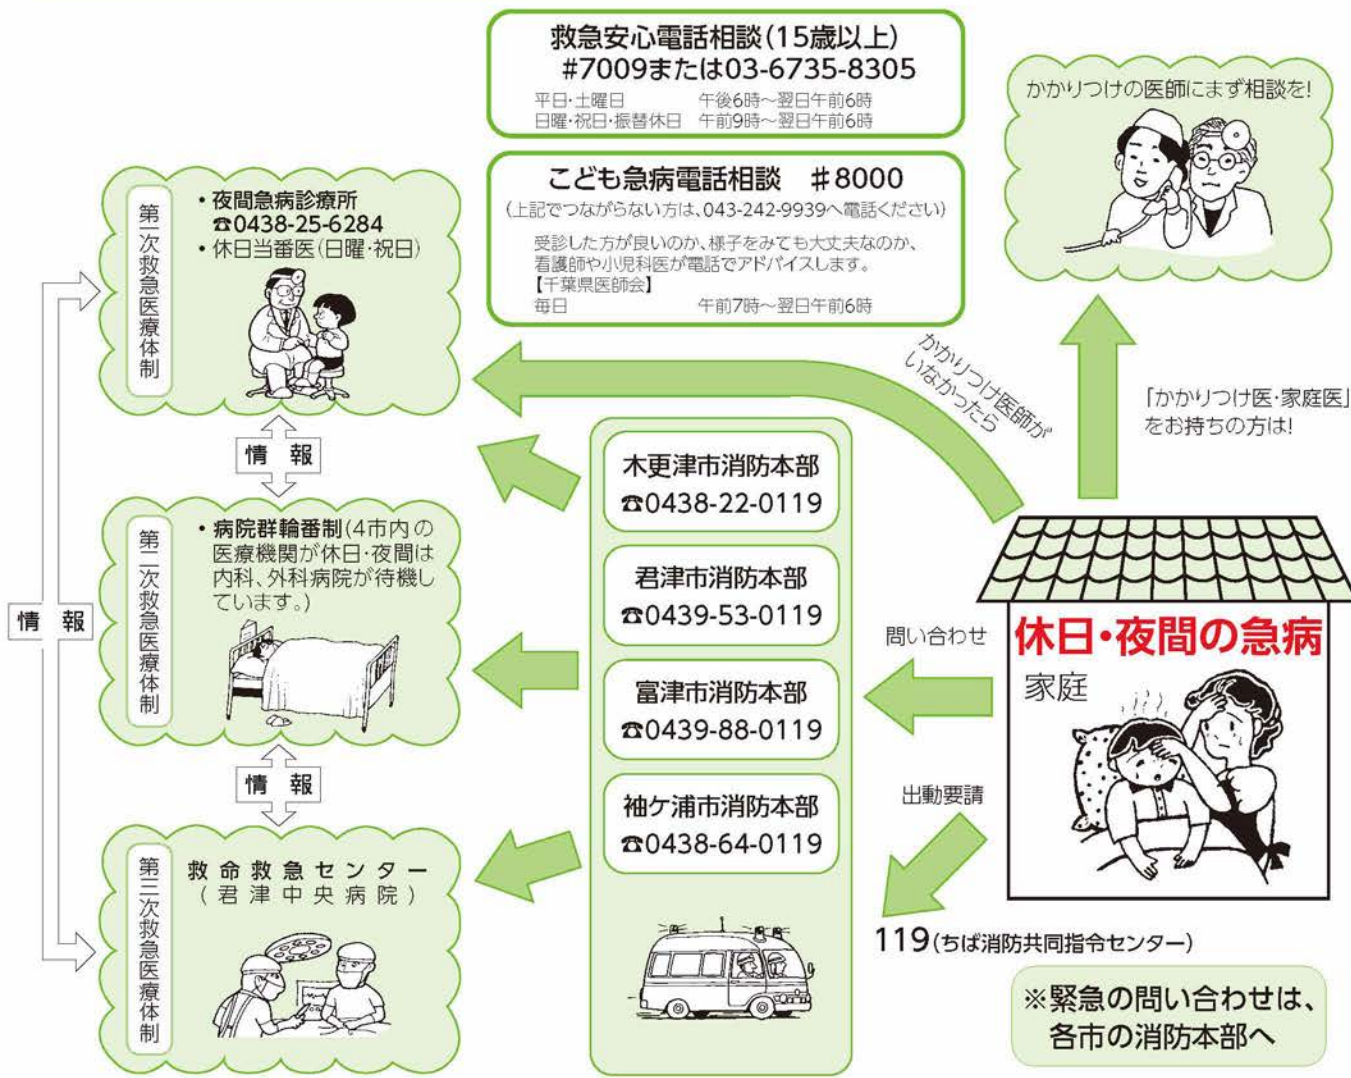 救急安心電話相談(15歳以上)
#7009または03-6735-8305
平日・土曜日 午後6時～翌日午前6時
日曜・祝日・振替休日 午前9時～翌日午前6時
こども急病電話相談 #8000
(上記でつながらない方は、043-242-9939へ電話ください)
受診した方が良いのか、様子をみても大丈夫なのか、
看護師や小児科医が電話でアドバイスします。
【千葉県医師会】
毎日 午前7時～翌日午前6時
かかりつけの医師にまず相談を!
「かかりつけ医・家庭医」
をお持ちの方は!
かかりつけ医師が
いなかったら
第一次救急医療体制
・夜間急病診療所
☎0438-25-6284
・休日当番医(日曜・祝日)
情報
第二次救急医療体制
・病院群輪番制(4市内の
医療機関が休日・夜間は
内科、外科病院が待機し
ています。)
情報
情報
第三次救急医療体制
救命救急センター
(君津中央病院)
木更津市消防本部
☎0438-22-0119
君津市消防本部
☎0439-53-0119
富津市消防本部
☎0439-88-0119
袖ケ浦市消防本部
☎0438-64-0119
問い合わせ
出動要請
休日・夜間の急病
家庭
119(ちば消防共同指令センター)
※緊急の問い合わせは、
各市の消防本部へ